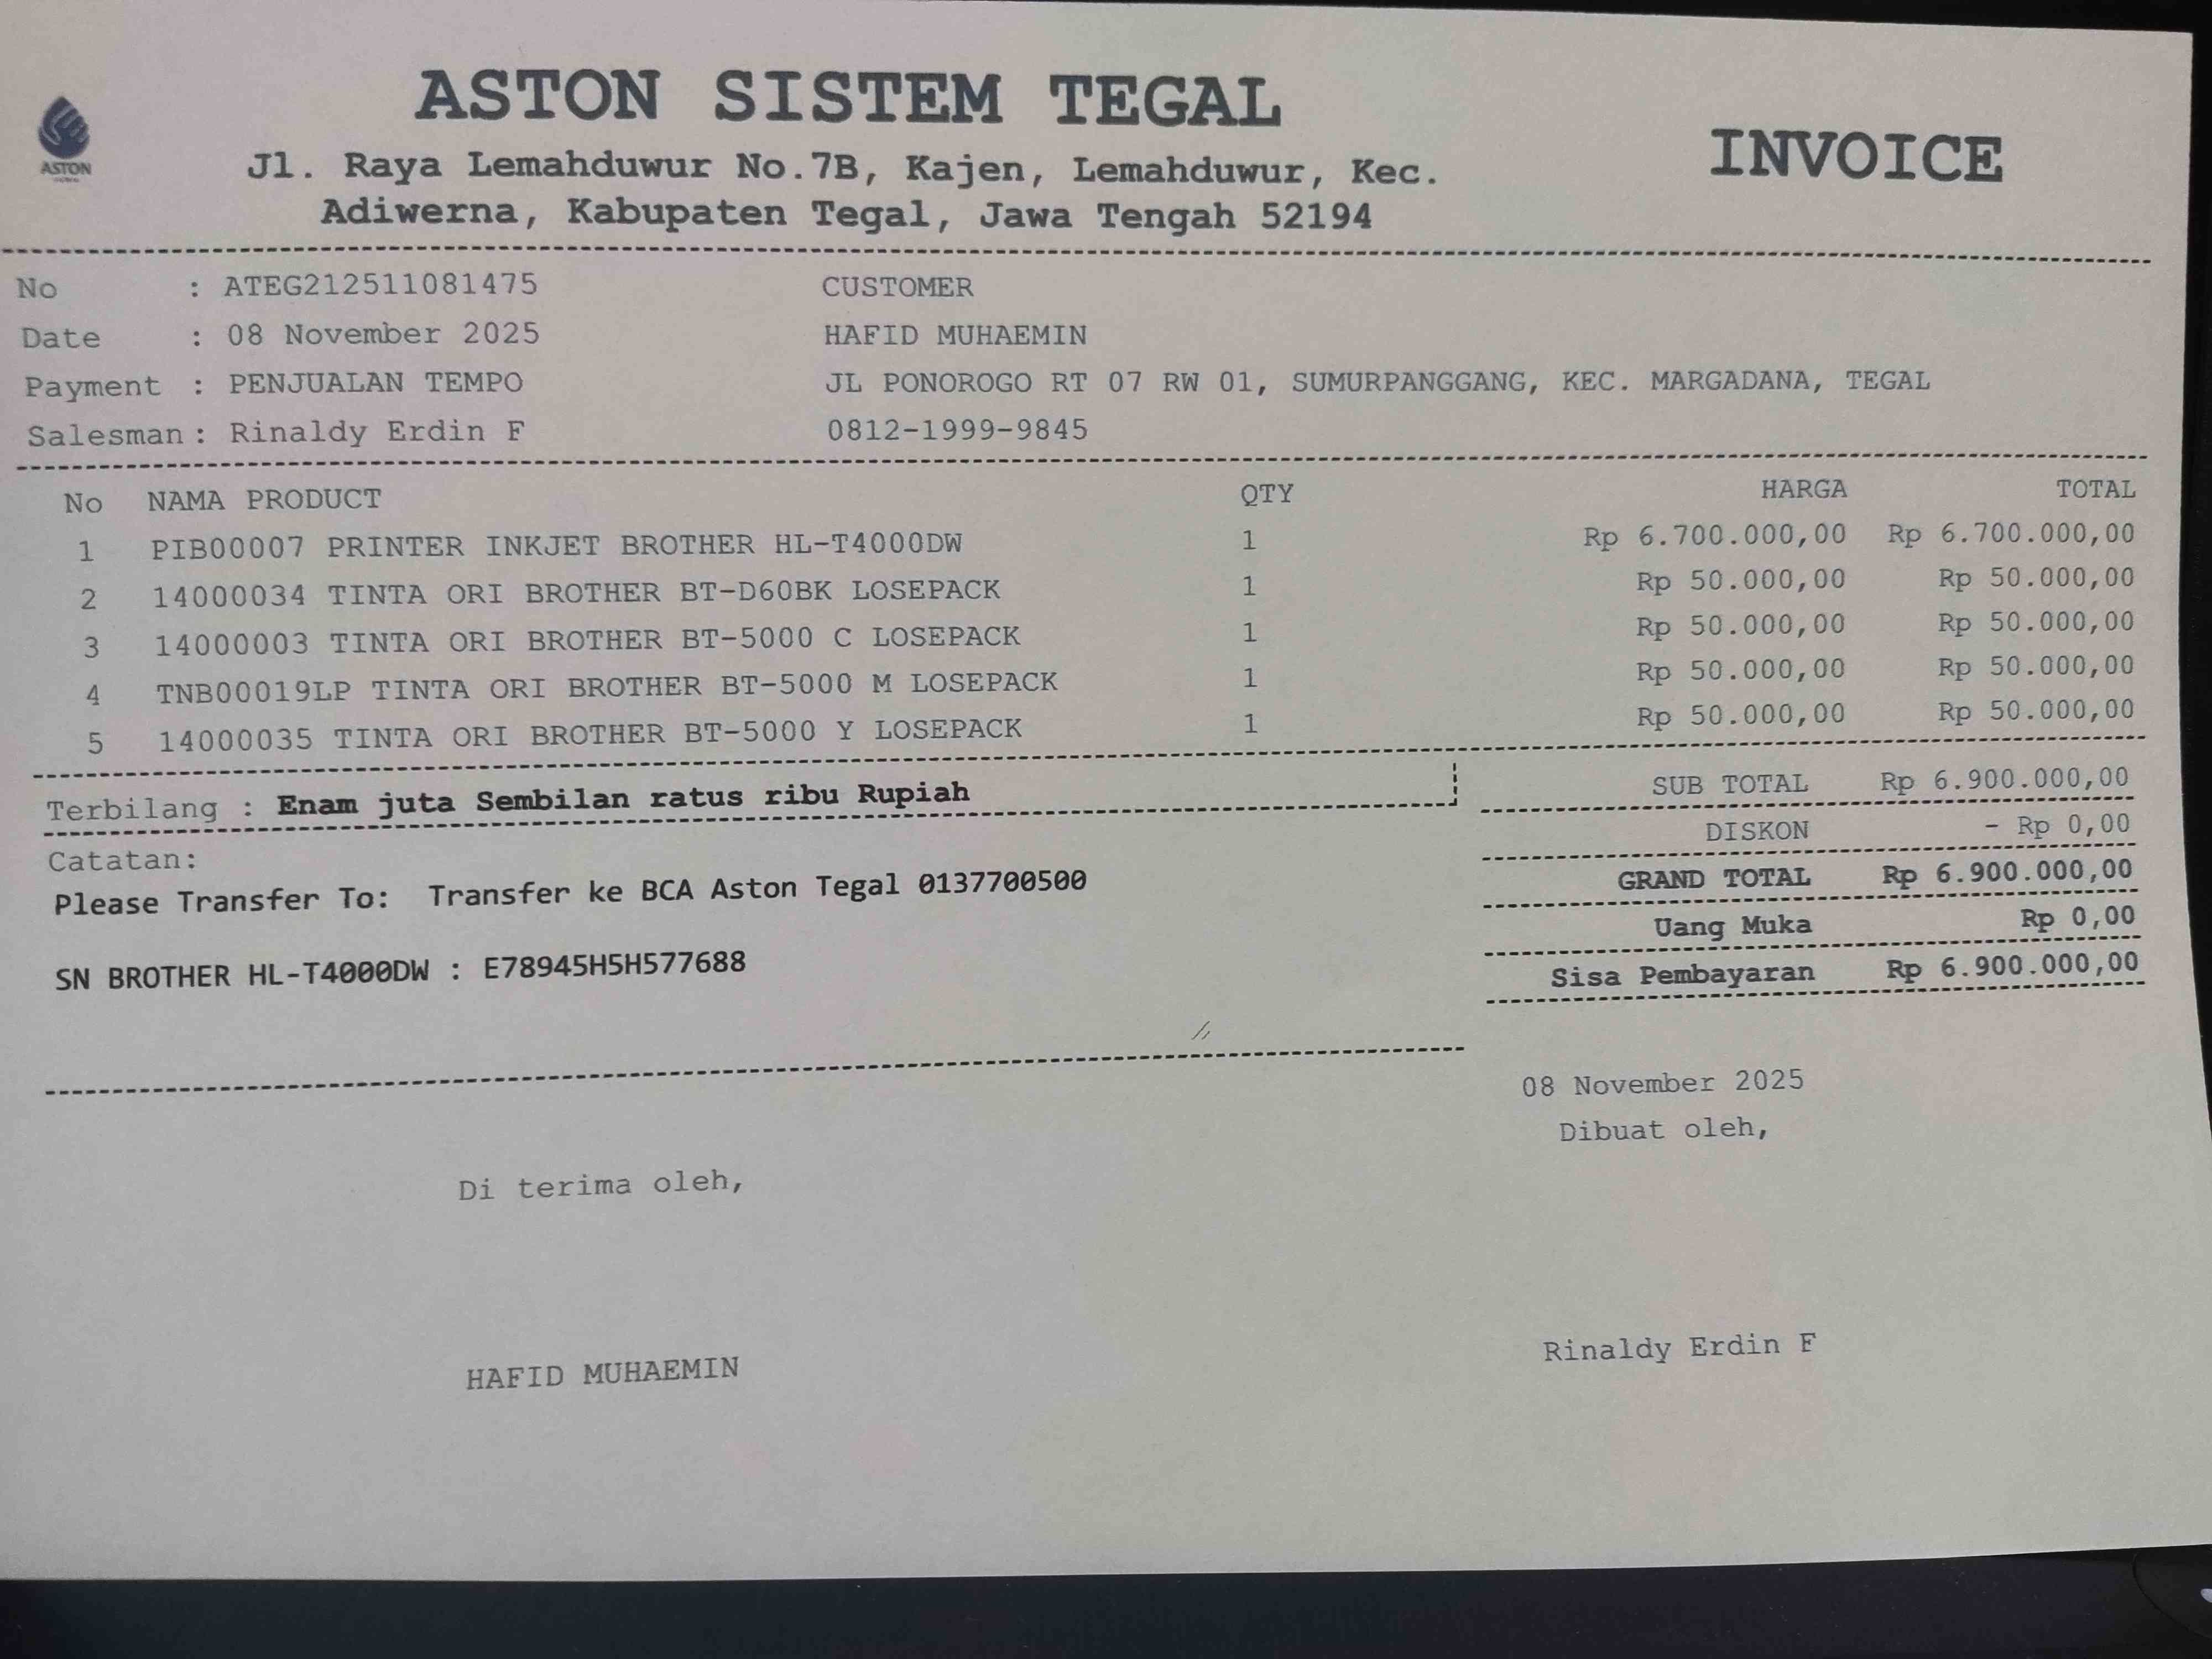 ASTON SISTEM TEGAL
INVOICE
ASTON
Jl. Raya Lemahduwur No.7B, Kajen, Lemahduwur, Kec.
Adiwerna, Kabupaten Tegal, Jawa Tengah 52194
No : ATEG212511081475 CUSTOMER
Date : 08 November 2025 HAFID MUHAEMIN
Payment : PENJUALAN TEMPO JL PONOROGO RT 07 RW 01, SUMURPANGGANG, KEC. MARGADANA, TEGAL
Salesman : Rinaldy Erdin F 0812-1999-9845
No NAMA PRODUCT QTY HARGA TOTAL
1 PIB00007 PRINTER INKJET BROTHER HL-T4000DW 1 Rp 6.700.000,00 Rp 6.700.000,00
2 14000034 TINTA ORI BROTHER BT-D60BK LOSEPACK 1 Rp 50.000,00 Rp 50.000,00
3 14000003 TINTA ORI BROTHER BT-5000 C LOSEPACK 1 Rp 50.000,00 Rp 50.000,00
4 TNB00019LP TINTA ORI BROTHER BT-5000 M LOSEPACK 1 Rp 50.000,00 Rp 50.000,00
5 14000035 TINTA ORI BROTHER BT-5000 Y LOSEPACK 1 Rp 50.000,00 Rp 50.000,00
Terbilang : Enam juta Sembilan ratus ribu Rupiah
SUB TOTAL Rp 6.900.000,00
DISKON - Rp 0,00
GRAND TOTAL Rp 6.900.000,00
Uang Muka Rp 0,00
Sisa Pembayaran Rp 6.900.000,00
Catatan:
Please Transfer To: Transfer ke BCA Aston Tegal 0137700500
SN BROTHER HL-T4000DW : E78945H5H577688
08 November 2025
Dibuat oleh,
Di terima oleh,
Rinaldy Erdin F
HAFID MUHAEMIN